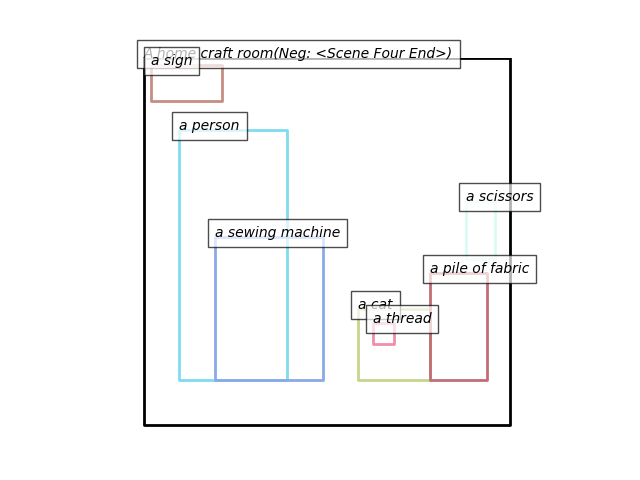 A home craft room(Neg: <Scene Four End>)
a sign
a person
a scissors
a sewing machine
a pile of fabric
a cat
a thread